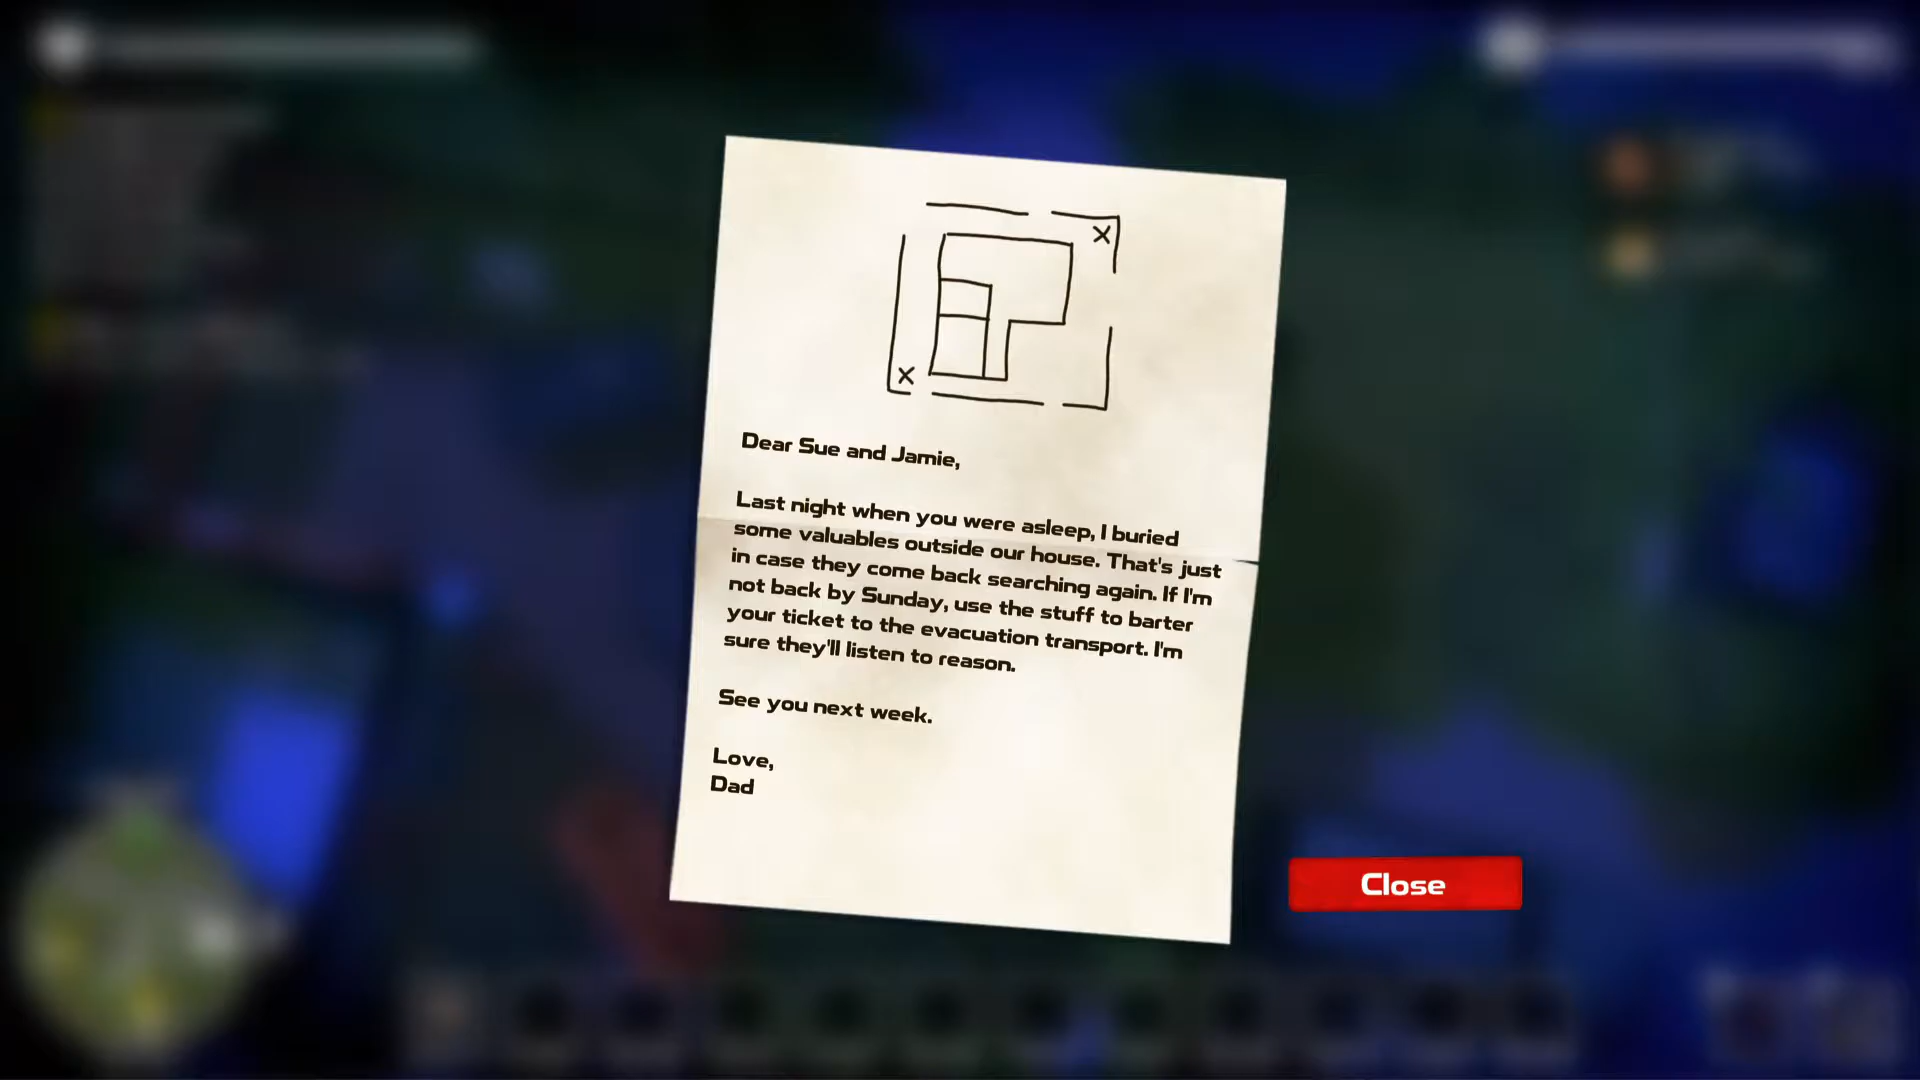 Dear Sue and Jamie,
Last night when you were asleep, I buried
some valuables outside our house. That's just
in case they come back searching again. If I'm
not back by Sunday, use the stuff to barter
your ticket to the evacuation transport. I'm
sure they'll listen to reason.
See you next week.
Love,
Dad
Close